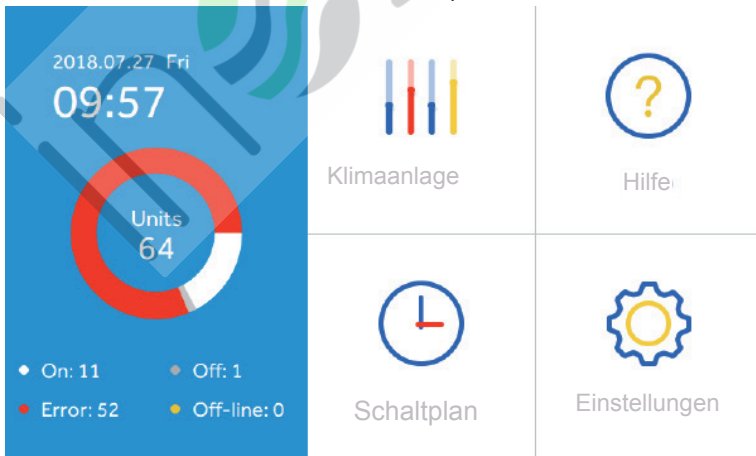 2018.07.27 Fri
09:57
Units
64
On: 11
Off: 1
Error: 52
Off-line: 0
Klimaanlage
?
Hilfe
Schaltplan
Einstellungen